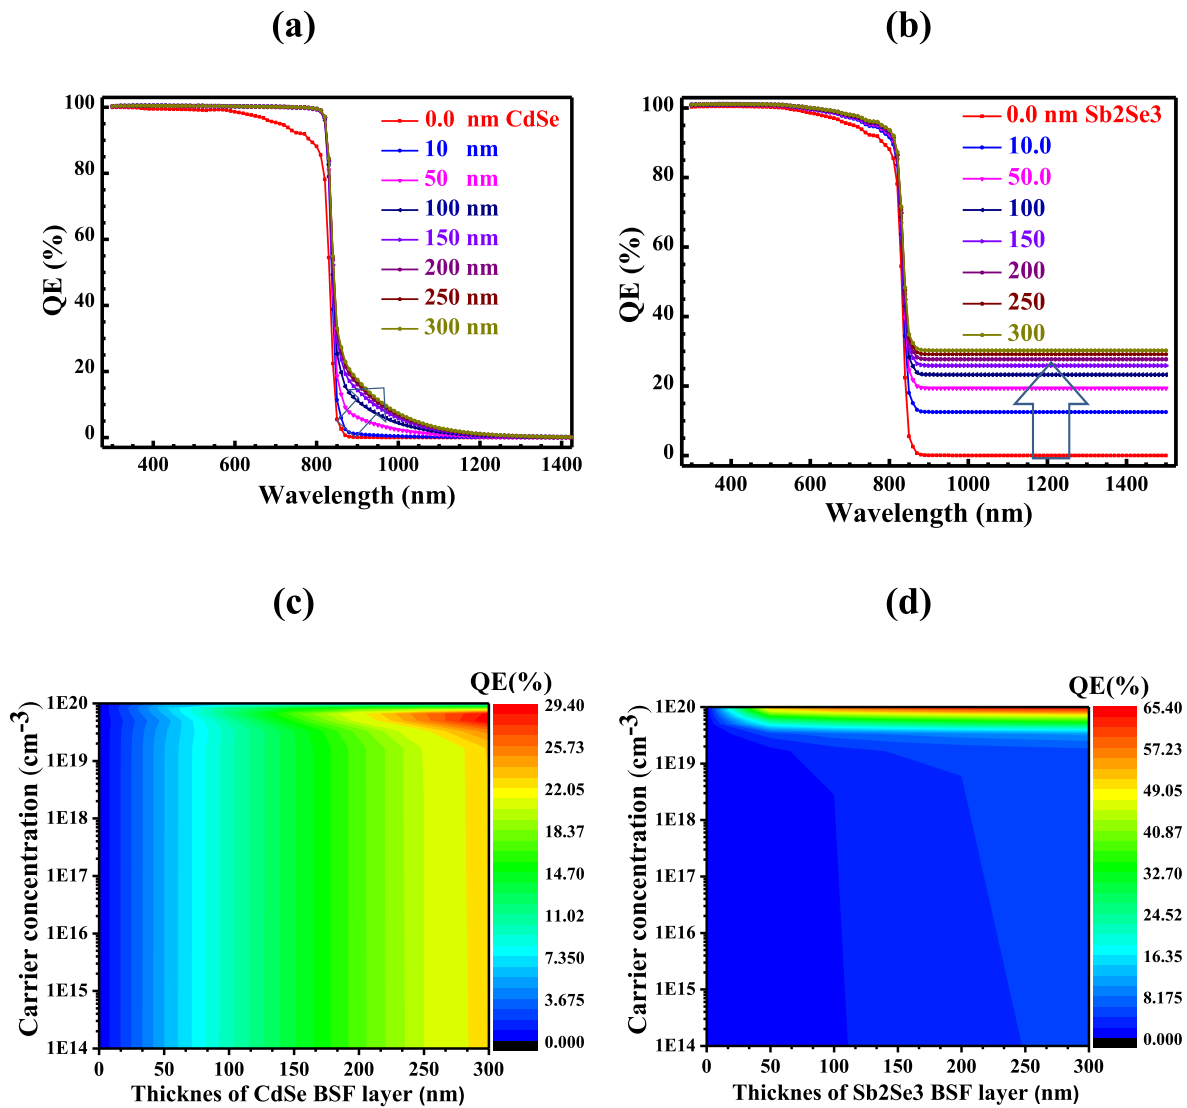 (a)
QE (%)
100
80
60
40
20
0
0.0 nm CdSe
10 nm
50 nm
100 nm
150 nm
200 nm
250 nm
300 nm
400 600 800 1000 1200 1400
Wavelength (nm)
(b)
QE (%)
100
80
60
40
20
0
0.0 nm Sb2Se3
10.0
50.0
100
150
200
250
300
400 600 800 1000 1200 1400
Wavelength (nm)
(c)
Carrier concentration (cm-3)
1E20
1E19
1E18
1E17
1E16
1E15
1E14
0 50 100 150 200 250 300
Thicknes of CdSe BSF layer (nm)
QE(%)
29.40
25.73
22.05
18.37
14.70
11.02
7.350
3.675
0.000
(d)
Carrier concentration (cm-3)
1E20
1E19
1E18
1E17
1E16
1E15
1E14
0 50 100 150 200 250 300
Thicknes of Sb2Se3 BSF layer (nm)
QE(%)
65.40
57.23
49.05
40.87
32.70
24.52
16.35
8.175
0.000